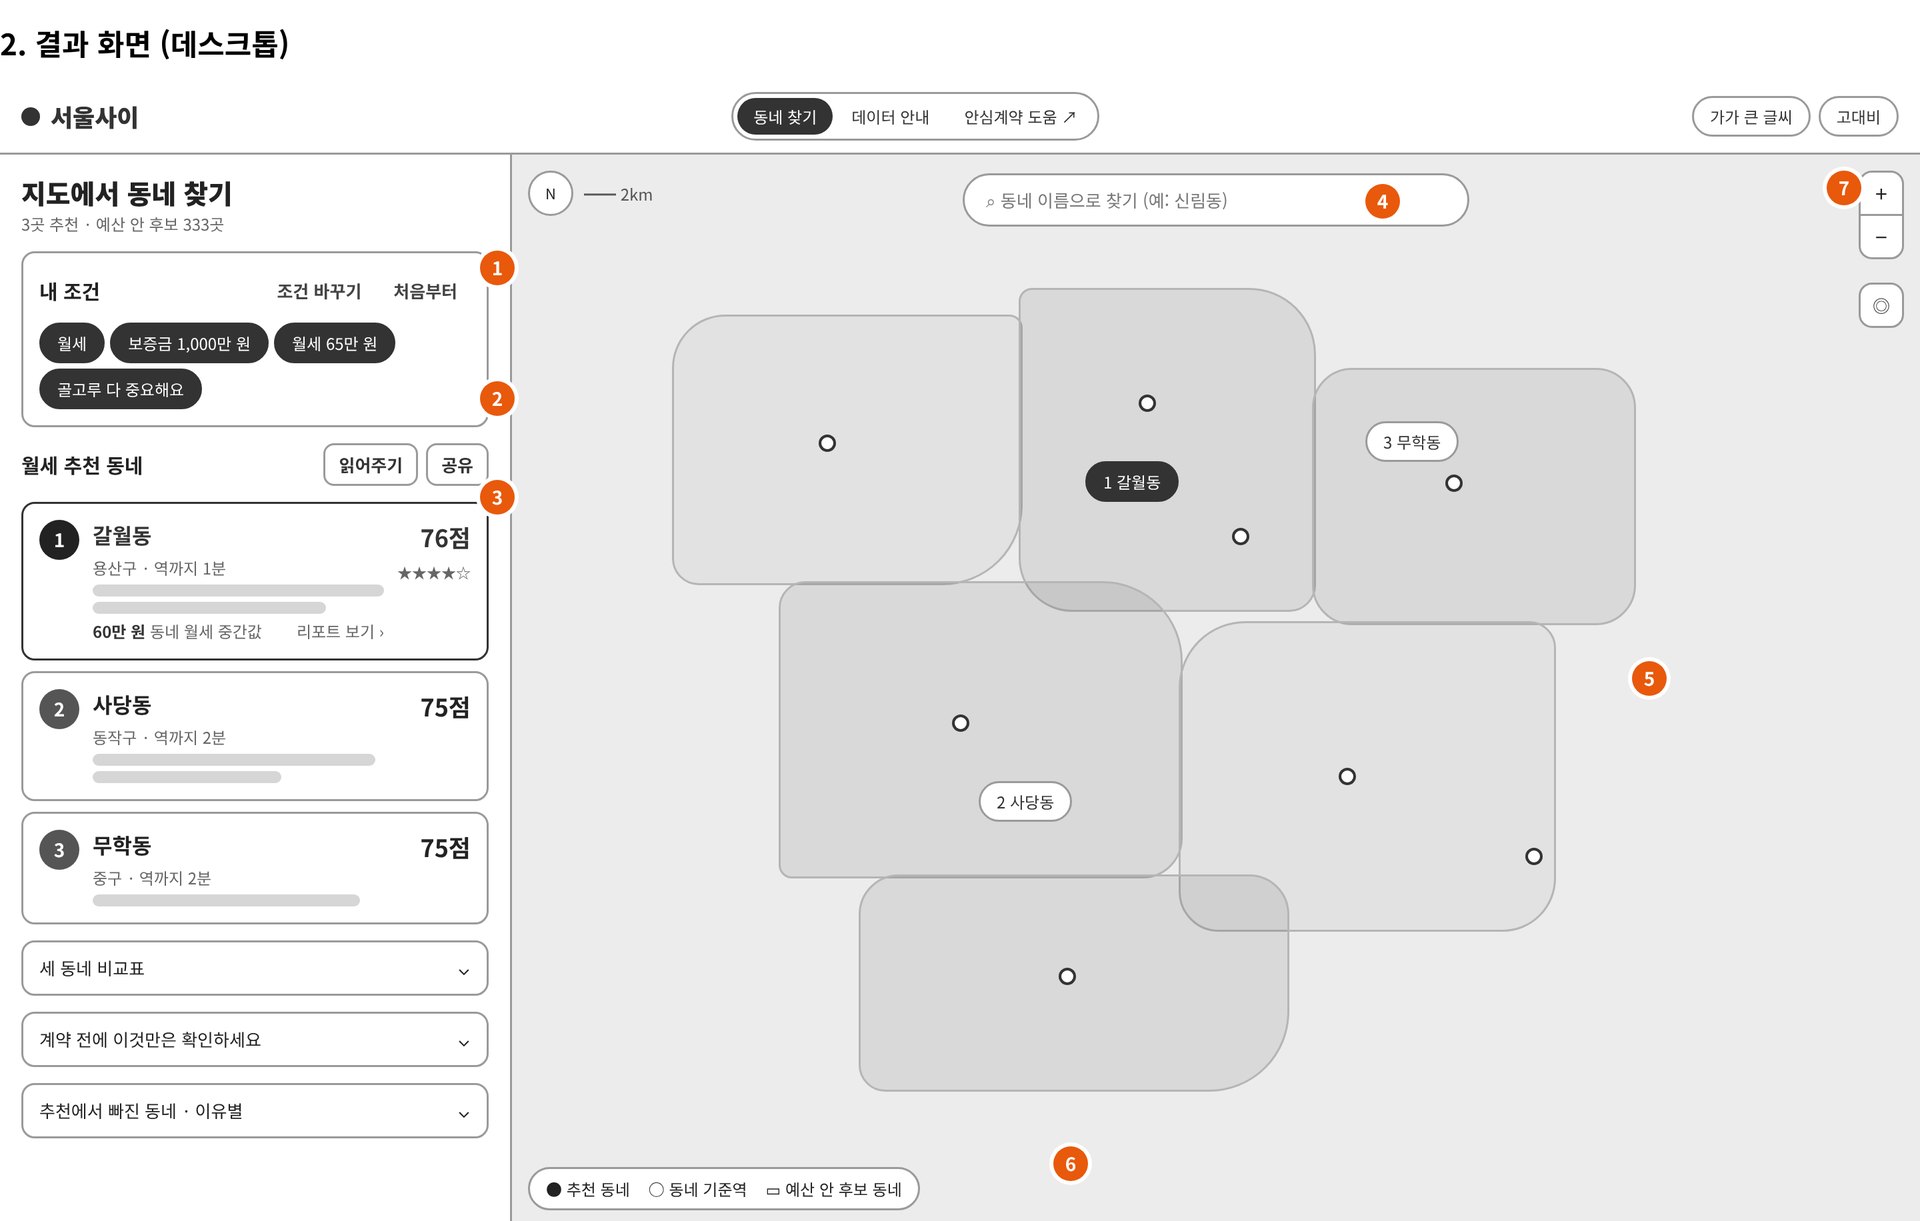 2. 결과 화면 (데스크톱)
서울사이
동네 찾기 데이터 안내 안심계약 도움 ↗
가가 큰 글씨 고대비
지도에서 동네 찾기
3곳 추천 · 예산 안 후보 333곳
1
내 조건 조건 바꾸기 처음부터
월세 보증금 1,000만 원 월세 65만 원
골고루 다 중요해요
2
월세 추천 동네 읽어주기 공유
3
1 갈월동 76점
용산구 · 역까지 1분 ★★★★☆
60만 원 동네 월세 중간값 리포트 보기 ›
2 사당동 75점
동작구 · 역까지 2분
3 무학동 75점
중구 · 역까지 2분
세 동네 비교표
계약 전에 이것만은 확인하세요
추천에서 빠진 동네 · 이유별
N 2km
동네 이름으로 찾기 (예: 신림동) 4
7 +
−
◎
3 무학동
1 갈월동
5
2 사당동
6
● 추천 동네 ○ 동네 기준역 ▭ 예산 안 후보 동네